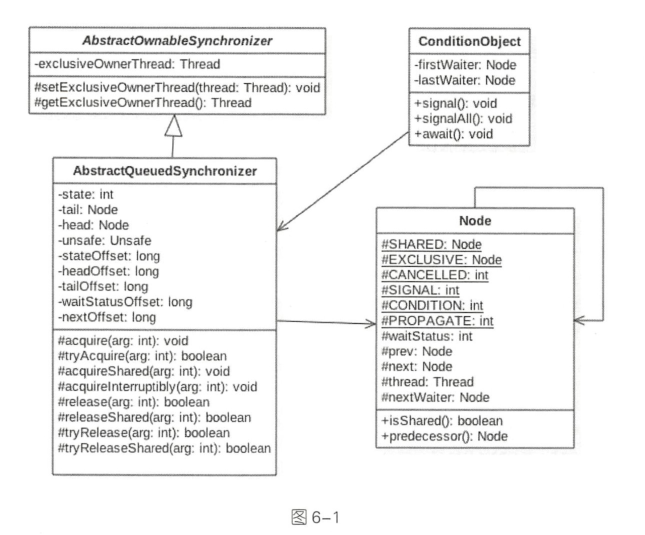 AbstractOwnableSynchronizer
-exclusiveOwnerThread: Thread
#setExclusiveOwnerThread(thread: Thread): void
#getExclusiveOwnerThread(): Thread
ConditionObject
-firstWaiter: Node
-lastWaiter: Node
+signal(): void
+signalAll(): void
+await(): void
AbstractQueuedSynchronizer
-state: int
-tail: Node
-head: Node
-unsafe: Unsafe
-stateOffset: long
-headOffset: long
-tailOffset: long
-waitStatusOffset: long
-nextOffset: long
#acquire(arg: int): void
#tryAcquire(arg: int): boolean
#acquireShared(arg: int): void
#acquireInterruptibly(arg: int): void
#release(arg: int): boolean
#releaseShared(arg: int): boolean
#tryRelease(arg: int): boolean
#tryReleaseShared(arg: int): boolean
Node
#SHARED: Node
#EXCLUSIVE: Node
#CANCELLED: int
#SIGNAL: int
#CONDITION: int
#PROPAGATE: int
#waitStatus: int
#prev: Node
#next: Node
#thread: Thread
#nextWaiter: Node
+isShared(): boolean
+predecessor(): Node
图 6-1